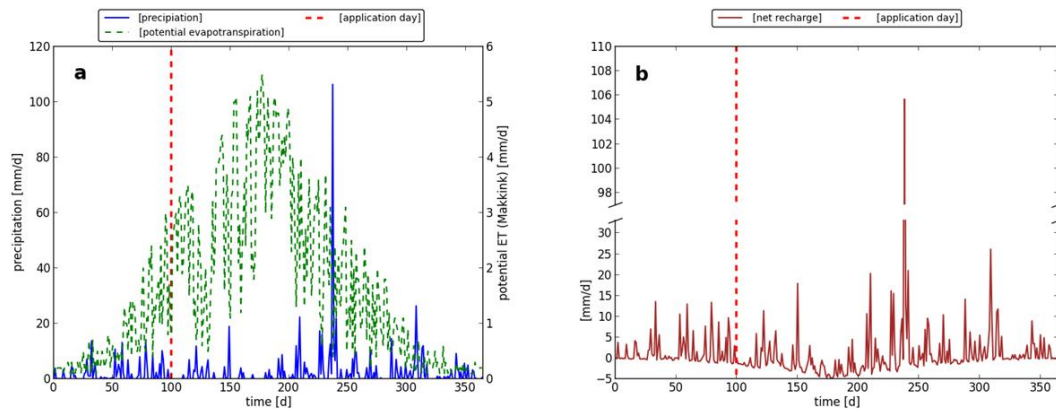 [precipiation]
[application day]
[potential evapotranspiration]
a
120
100
80
60
40
20
0
precipitation [mm/d]
6
5
4
3
2
1
0
potential ET (Makkink) [mm/d]
0 50 100 150 200 250 300 350
time [d]
[net recharge]
[application day]
b
110
108
106
104
102
100
98
30
25
20
15
10
5
0
−5
[mm/d]
0 50 100 150 200 250 300 350
time [d]